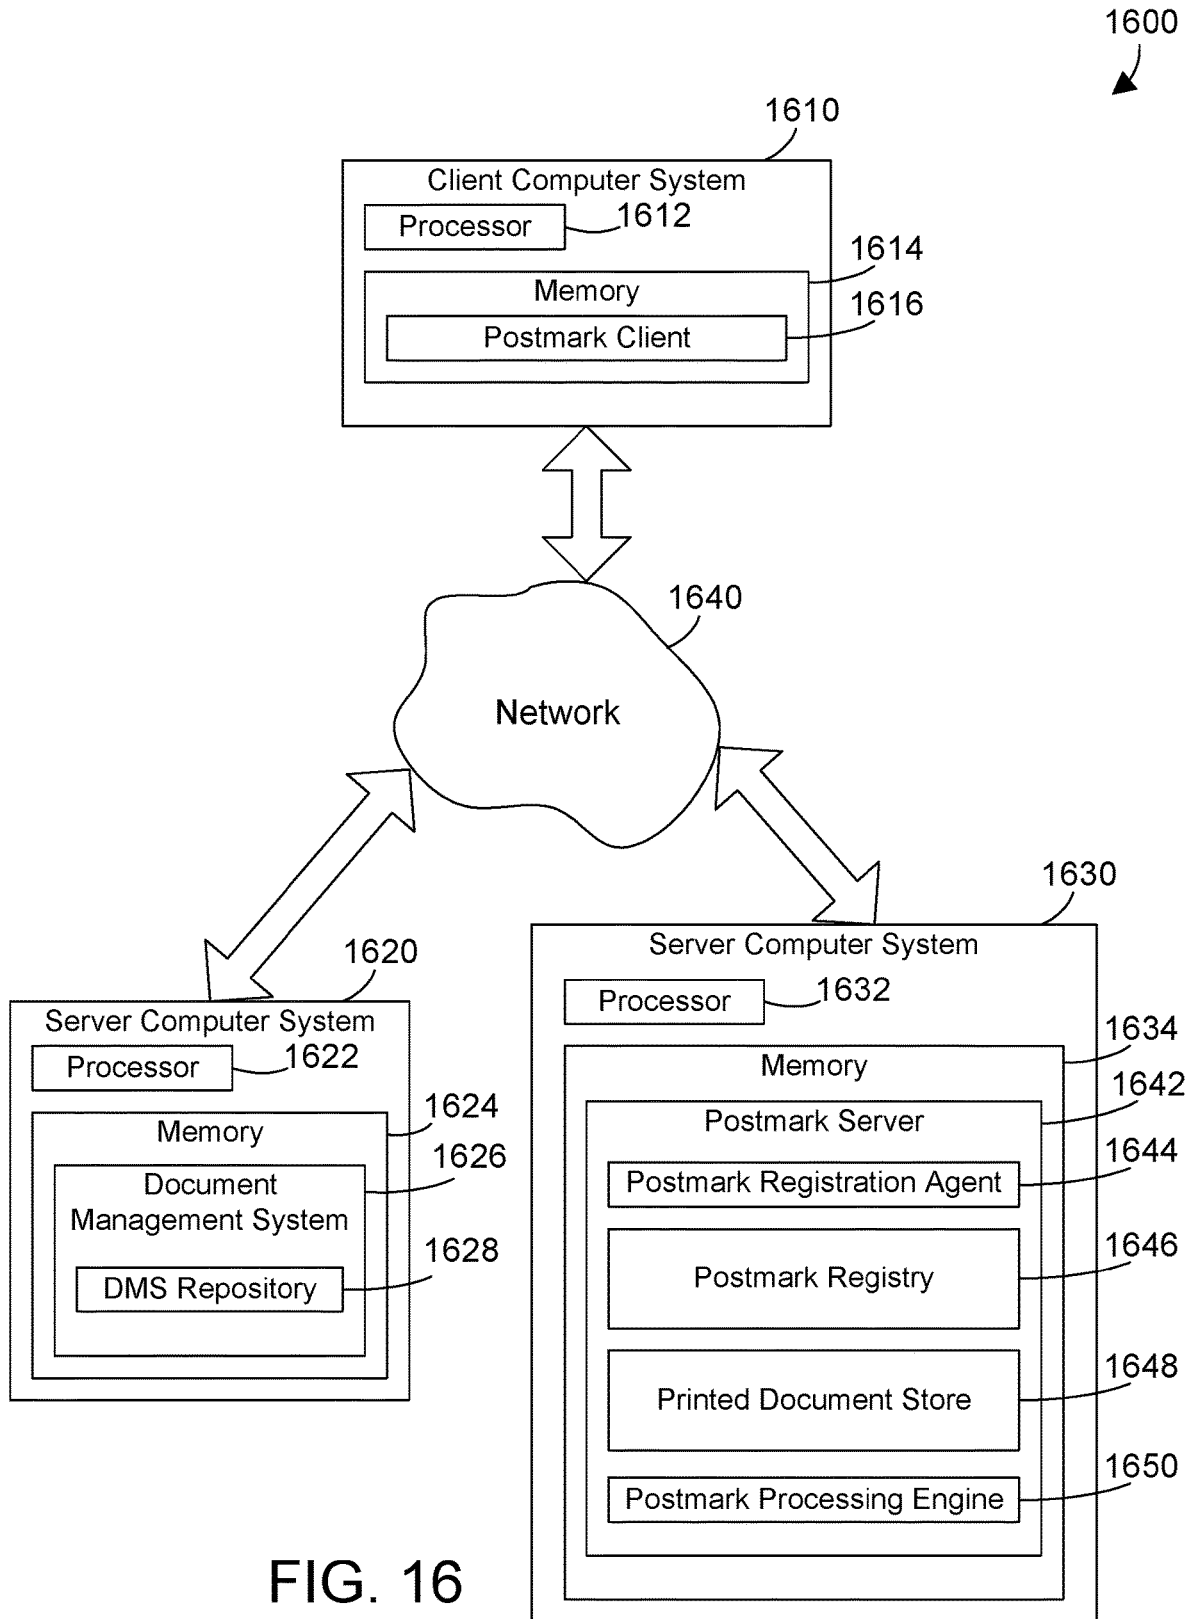 1600
1610
Client Computer System
Processor
1612
1614
Memory
1616
Postmark Client
1640
Network
1630
Server Computer System
1620
Processor
1632
Server Computer System
1634
Processor
1622
Memory
1642
1624
Postmark Server
Memory
1626
1644
Document
Postmark Registration Agent
Management System
1628
1646
DMS Repository
Postmark Registry
1648
Printed Document Store
1650
Postmark Processing Engine
FIG. 16